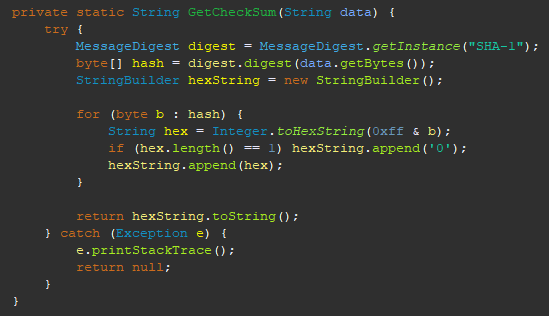 private static String GetCheckSum(String data) {
    try {
        MessageDigest digest = MessageDigest.getInstance("SHA-1");
        byte[] hash = digest.digest(data.getBytes());
        StringBuilder hexString = new StringBuilder();

        for (byte b : hash) {
            String hex = Integer.toHexString(0xff & b);
            if (hex.length() == 1) hexString.append('0');
            hexString.append(hex);
        }

        return hexString.toString();
    } catch (Exception e) {
        e.printStackTrace();
        return null;
    }
}